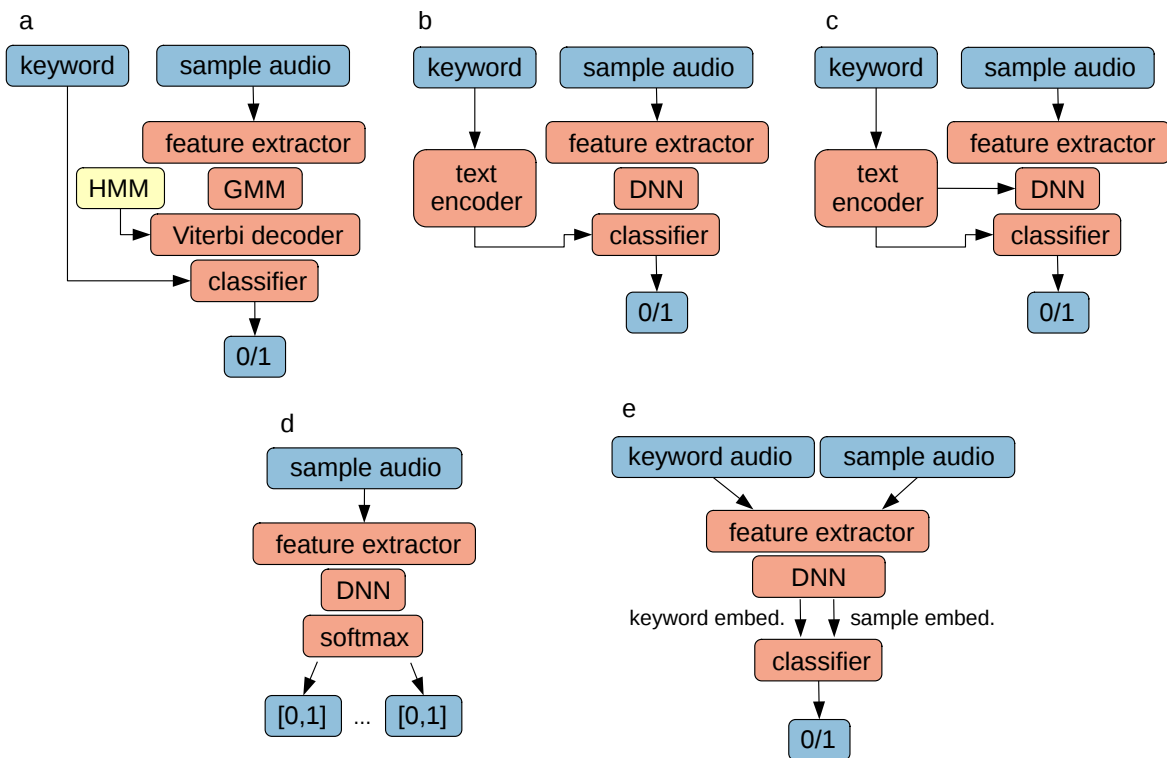 a
keyword
sample audio
feature extractor
HMM
GMM
Viterbi decoder
classifier
0/1
b
keyword
sample audio
feature extractor
text
encoder
DNN
classifier
0/1
c
keyword
sample audio
feature extractor
text
encoder
DNN
classifier
0/1
d
sample audio
feature extractor
DNN
softmax
[0,1] ... [0,1]
e
keyword audio
sample audio
feature extractor
DNN
keyword embed.
sample embed.
classifier
0/1